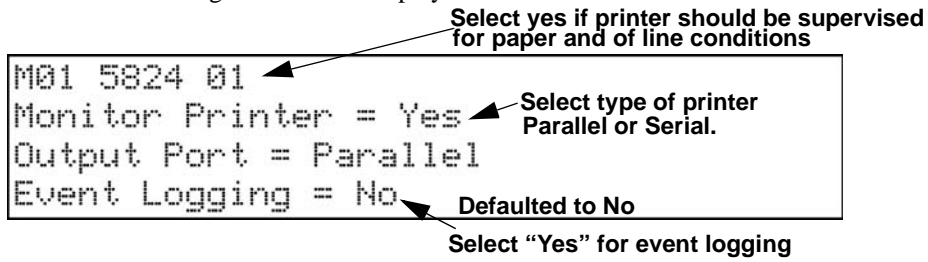 Select yes if printer should be supervised
for paper and of line conditions
M01 5824 01
Monitor Printer = Yes
Select type of printer
Parallel or Serial.
Output Port = Parallel
Event Logging = No
Defaulted to No
Select “Yes” for event logging